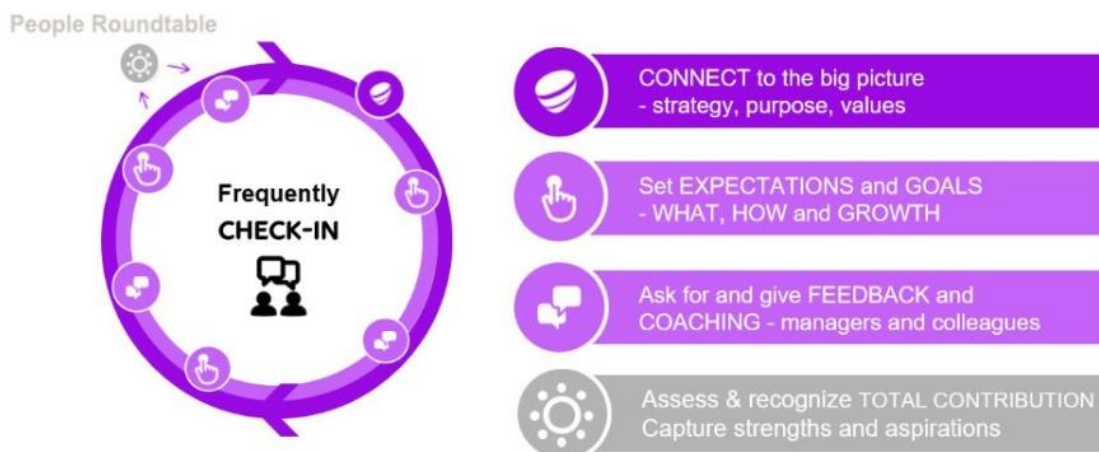 People Roundtable
Frequently
CHECK-IN
CONNECT to the big picture
- strategy, purpose, values
Set EXPECTATIONS and GOALS
- WHAT, HOW and GROWTH
Ask for and give FEEDBACK and
COACHING - managers and colleagues
Assess & recognize TOTAL CONTRIBUTION
Capture strengths and aspirations